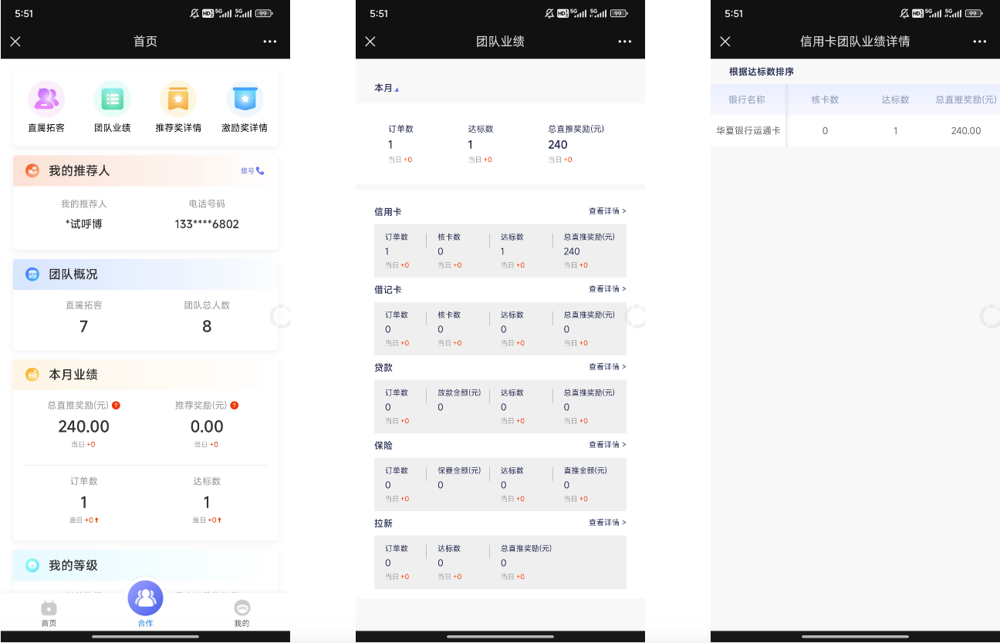 5:51
5G 5G 99
首页
直属拓客 团队业绩 推荐奖详情 激励奖详情
我的推荐人 拨号
我的推荐人 电话号码
*试呼博 133****6802
团队概况
直属拓客 团队总人数
7 8
本月业绩
总直推奖励(元) ? 推荐奖励(元) ?
240.00 0.00
当日 +0 当日 +0
订单数 达标数
1 1
当日 +0 当日 +0
我的等级
首页 合作 我的
5:51
5G 5G 99
团队业绩
本月
订单数 达标数 总直推奖励(元)
1 1 240
当日 +0 当日 +0 当日 +0
信用卡 查看详情 >
订单数 核卡数 达标数 总直推奖励(元)
1 0 1 240
当日 +0 当日 +0 当日 +0 当日 +0
借记卡 查看详情 >
订单数 核卡数 达标数 总直推奖励(元)
0 0 0 0
当日 +0 当日 +0 当日 +0 当日 +0
贷款 查看详情 >
订单数 放款金额(元) 达标数 总直推奖励(元)
0 0 0 0
当日 +0 当日 +0 当日 +0
保险 查看详情 >
订单数 保费金额(元) 达标数 直推金额(元)
0 0 0 0
当日 +0 当日 +0 当日 +0
拉新 查看详情 >
订单数 达标数 总直推奖励(元)
0 0 0
当日 +0 当日 +0 当日 +0
5:51
5G 5G 99
信用卡团队业绩详情
根据达标数排序
银行名称 核卡数 达标数 总直推奖励(元)
华夏银行运通卡 0 1 240.00